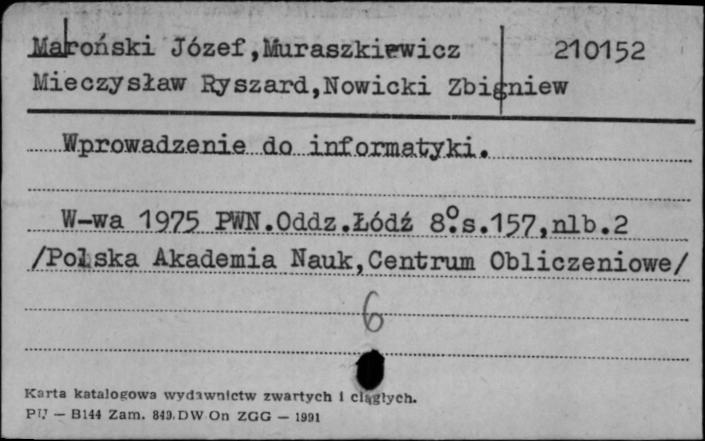 Maroński Józef,Muraszkiewicz 210152
Mieczysław Ryszard,Nowicki Zbigniew
Wprowadzenie do informatyki.
W-wa 1975 PWN.Oddz.Łódź 8°.s.157,nlb.2
/Polska Akademia Nauk,Centrum Obliczeniowe/
6
Karta katalogowa wydawnictw zwartych i ciągłych.
PU — B144 Zam. 849.DW On ZGG — 1991